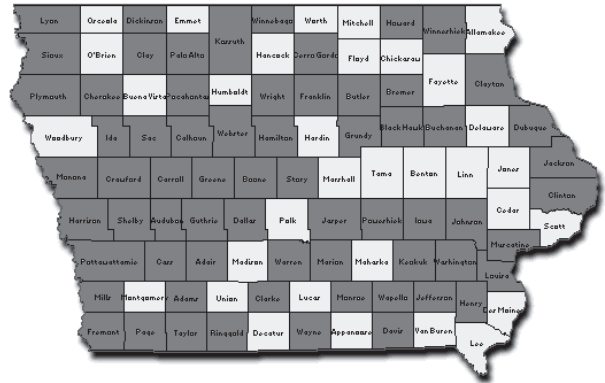 Lyon Osceola Dickinson Emmet Winnebago Worth Mitchell Howard Winneshiek Allamakee
Sioux O'Brien Clay Palo Alto Kossuth Hancock Cerro Gordo Floyd Chickasaw
Plymouth Cherokee Buena Vista Pocahontas Humboldt Wright Franklin Butler Bremer Fayette Clayton
Woodbury Ida Sac Calhoun Webster Hamilton Hardin Grundy Black Hawk Buchanan Delaware Dubuque
Monona Crawford Carroll Greene Boone Story Marshall Tama Benton Linn Jones Jackson
Clinton
Harrison Shelby Audubon Guthrie Dallas Polk Jasper Poweshiek Iowa Johnson Cedar Scott
Muscatine
Pottawattamie Cass Adair Madison Warren Marion Mahaska Keokuk Washington Louisa
Mills Montgomery Adams Union Clarke Lucas Monroe Wapello Jefferson Henry Des Moines
Fremont Page Taylor Ringgold Decatur Wayne Appanoose Davis Van Buren Lee